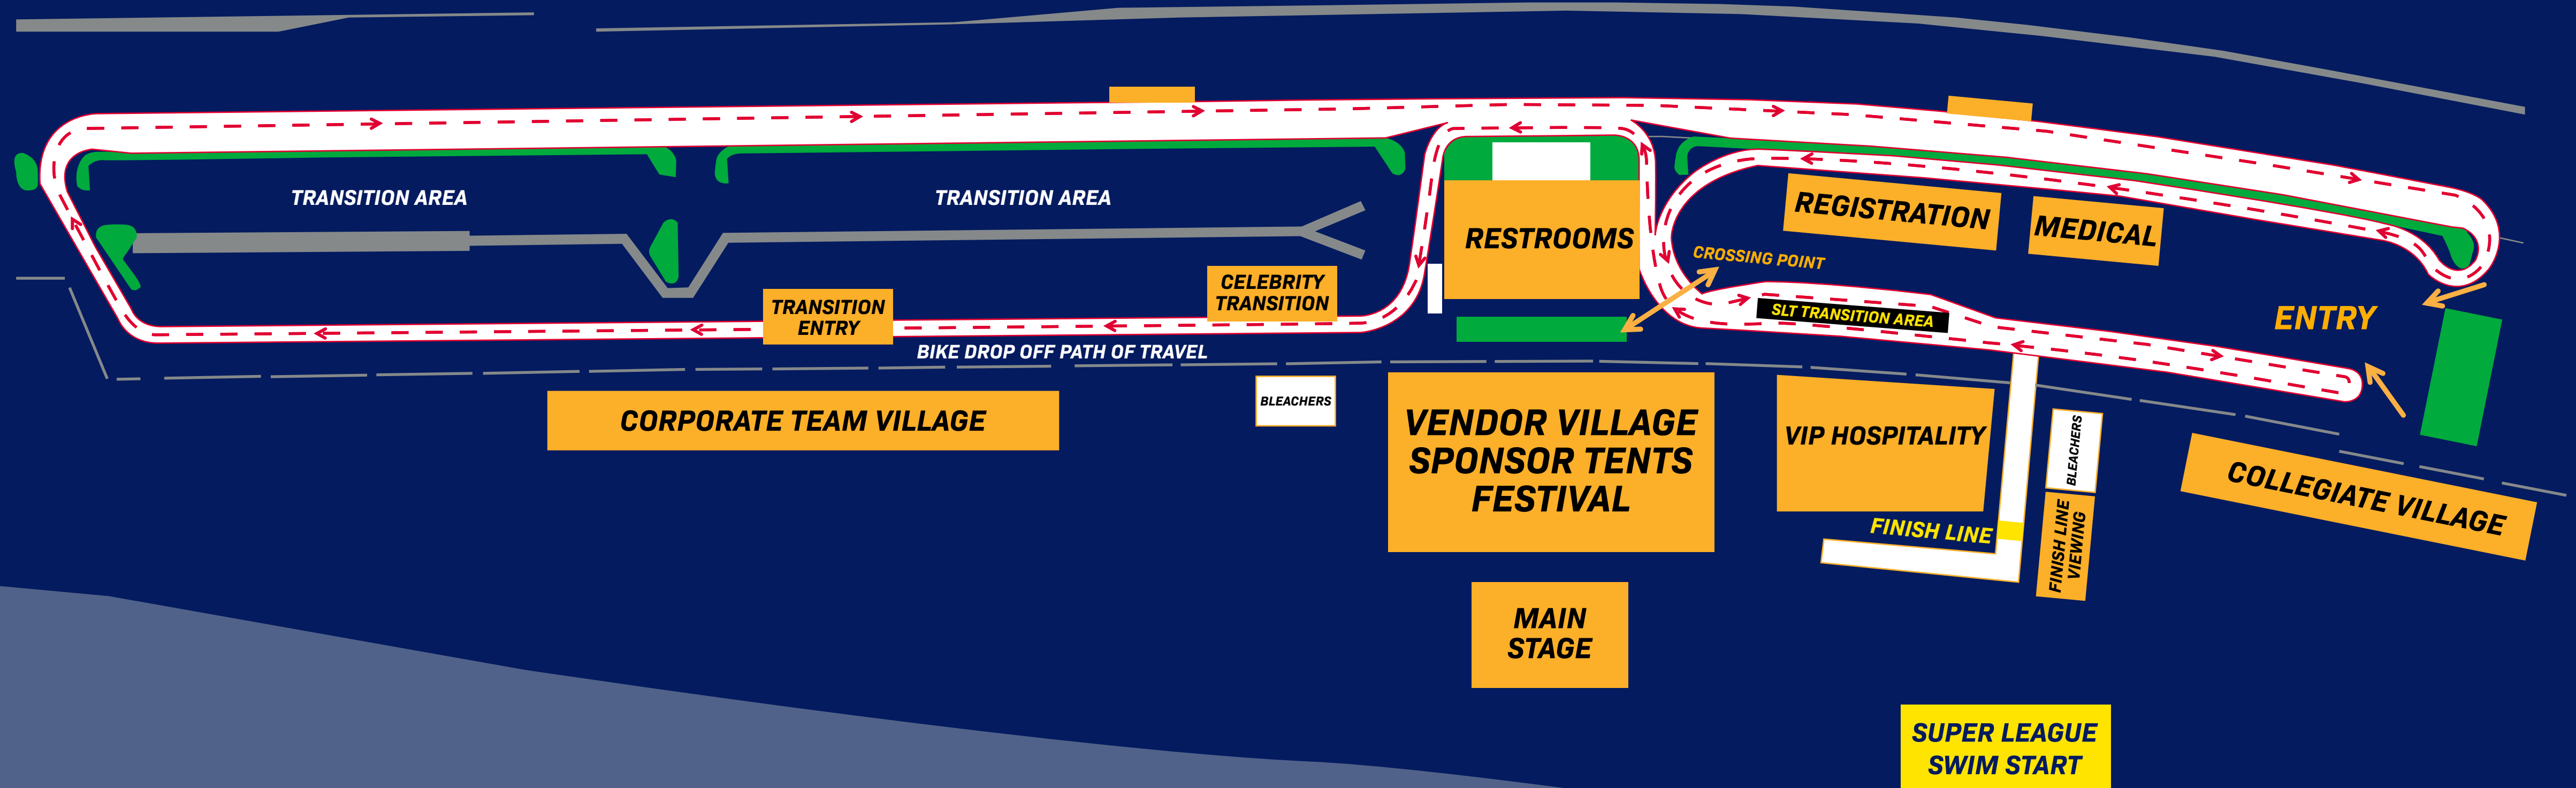 TRANSITION AREA
TRANSITION AREA
RESTROOMS
REGISTRATION
MEDICAL
CROSSING POINT
CELEBRITY
TRANSITION
TRANSITION
ENTRY
SLT TRANSITION AREA
ENTRY
BIKE DROP OFF PATH OF TRAVEL
CORPORATE TEAM VILLAGE
BLEACHERS
VENDOR VILLAGE
SPONSOR TENTS
FESTIVAL
VIP HOSPITALITY
BLEACHERS
COLLEGIATE VILLAGE
FINISH LINE
FINISH LINE
VIEWING
MAIN
STAGE
SUPER LEAGUE
SWIM START